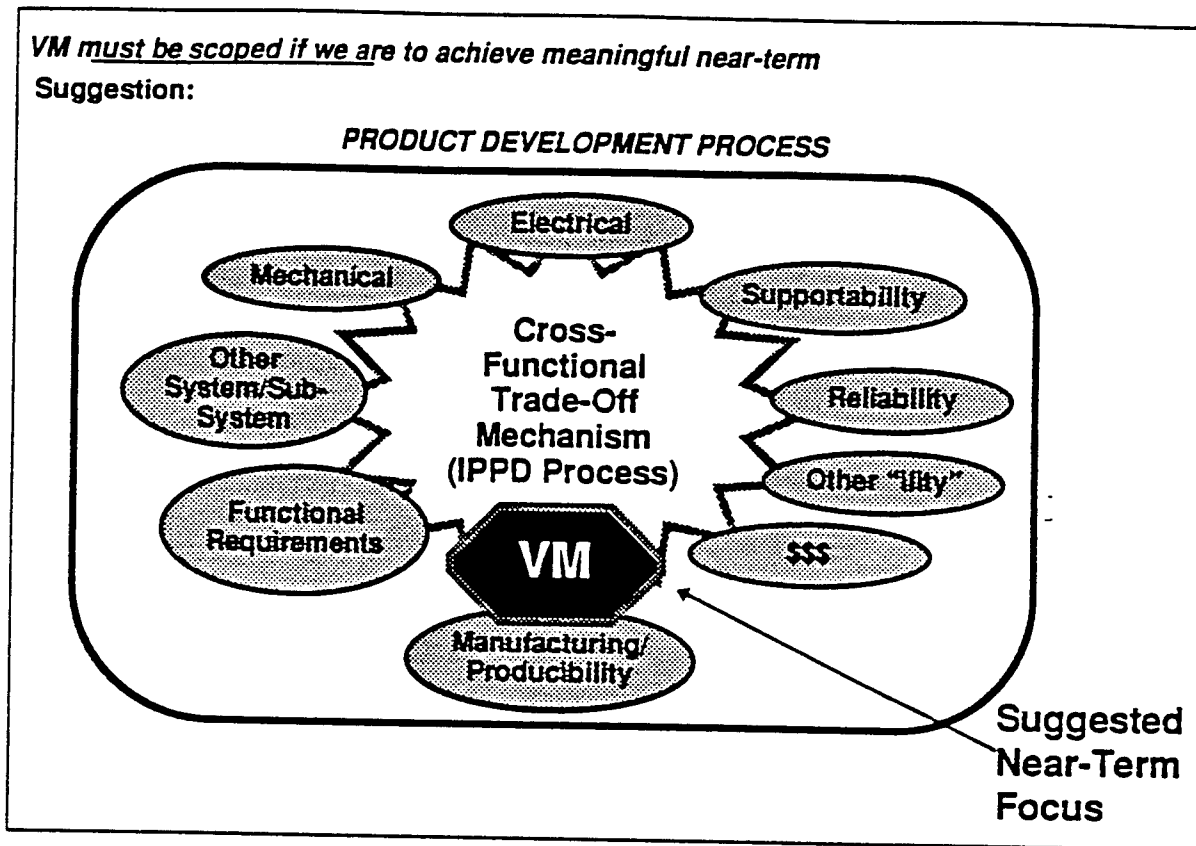 VM must be scoped if we are to achieve meaningful near-term
Suggestion:
PRODUCT DEVELOPMENT PROCESS
Electrical
Mechanical
Supportability
Cross-
Functional
Trade-Off
Mechanism
(IPPD Process)
Other
System/Sub-
System
Reliability
Other "ility"
Functional
Requirements
VM
$$$
Manufacturing/
Producibility
Suggested
Near-Term
Focus